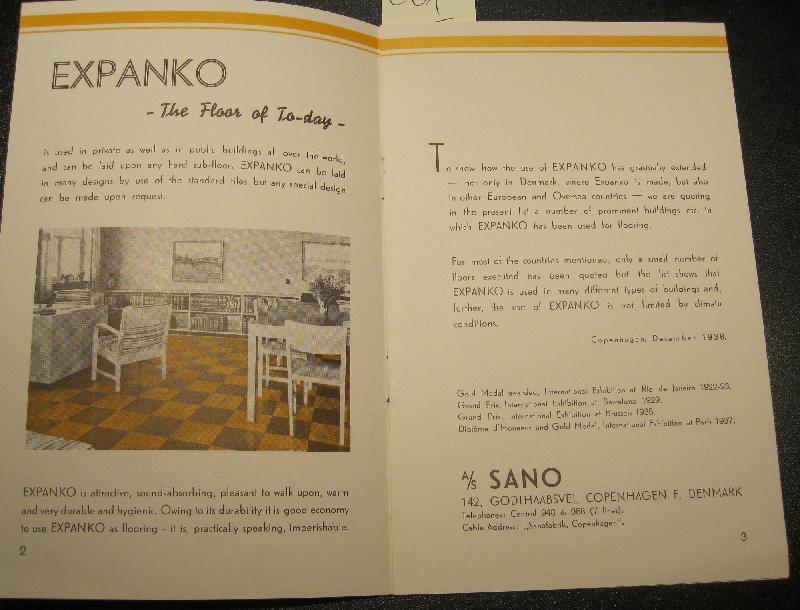 EXPANKO
- The Floor of To-day -
is used in private as well as in public buildings all over the world,
and can be laid upon any hard sub-floor. EXPANKO can be laid
in many designs by use of the standard tiles but any special design
can be made upon request.
EXPANKO is attractive, sound-absorbing, pleasant to walk upon, warm
and very durable and hygienic. Owing to its durability it is good economy
to use EXPANKO as flooring - it is, practically speaking, imperishable.
2
To show how the use of EXPANKO has gradually extended
— not only in Denmark, where Expanko is made, but also
in other European and Oversea countries — we are quoting
in the present list a number of prominent buildings etc. in
which EXPANKO has been used for flooring.
For most of the countries mentioned, only a small number of
floors executed has been quoted but the list shows that
EXPANKO is used in many different types of buildings and,
further, the use of EXPANKO is not limited by climatic
conditions.
Copenhagen, December 1938.
Gold Medal awarded, International Exhibition at Rio de Janeiro 1922-23.
Grand Prix, International Exhibition at Barcelona 1929.
Grand Prix, International Exhibition at Brussels 1935.
Diplôme d'Honneur and Gold Medal, International Exhibition at Paris 1937.
A/S SANO
142, GODTHAABSVEJ, COPENHAGEN F, DENMARK
Telephones: Central 940 & 968 (7 lines).
Cable Address: „Sanofabrik, Copenhagen".
3